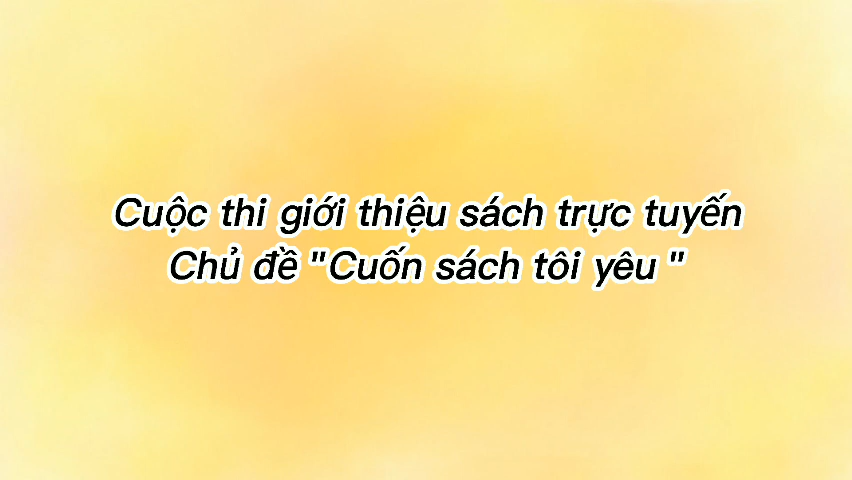 Cuộc thi giới thiệu sách trực tuyến
Chủ đề "Cuốn sách tôi yêu "